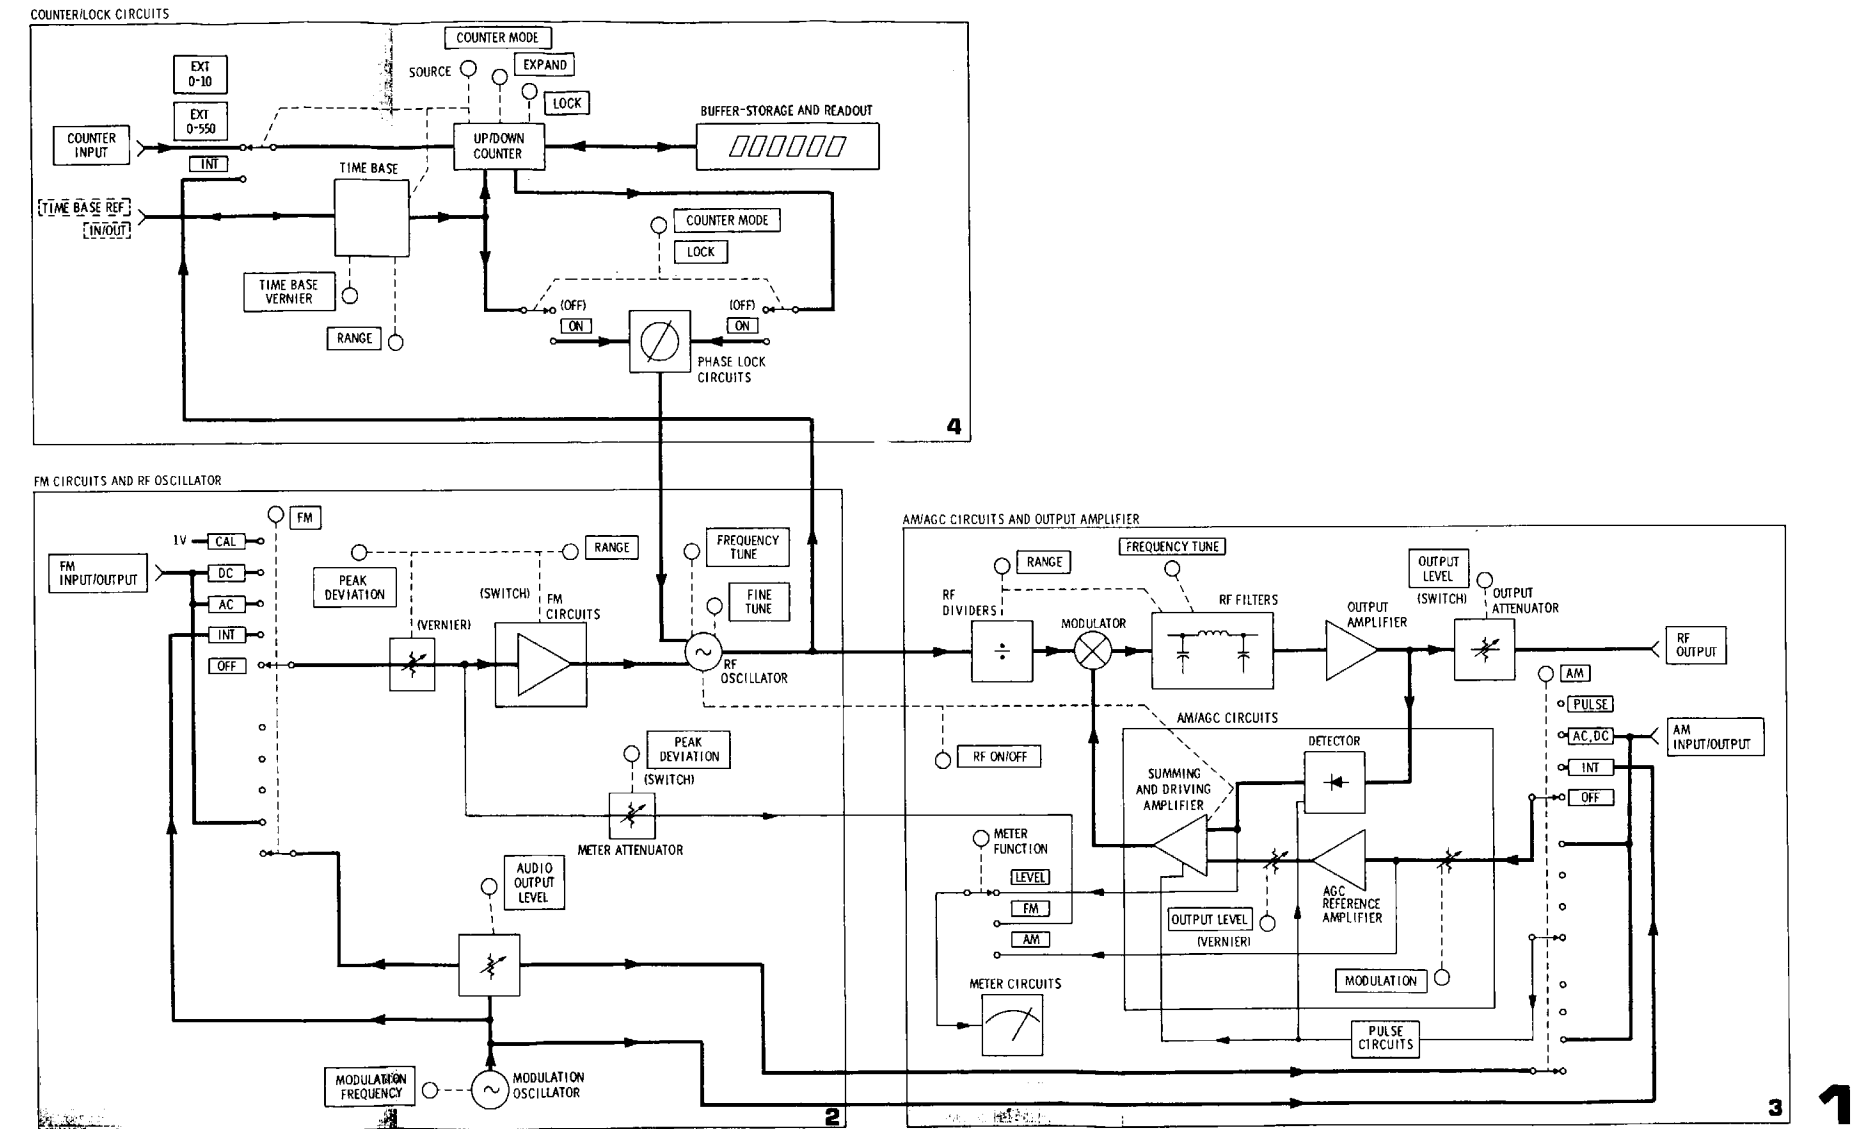 COUNTER/LOCK CIRCUITS
COUNTER MODE
EXT
0-10
SOURCE
EXPAND
LOCK
EXT
0-550
BUFFER-STORAGE AND READOUT
COUNTER
INPUT
UP/DOWN
COUNTER
INT
TIME BASE
TIME BASE REF
IN/OUT
COUNTER MODE
LOCK
TIME BASE
VERNIER
(OFF)
(OFF)
ON
ON
RANGE
PHASE LOCK
CIRCUITS
4
FM CIRCUITS AND RF OSCILLATOR
FM
1V
CAL
FM
INPUT/OUTPUT
DC
AC
INT
OFF
RANGE
PEAK
DEVIATION
(SWITCH)
FM
CIRCUITS
(VERNIER)
FREQUENCY
TUNE
FINE
TUNE
RF
OSCILLATOR
PEAK
DEVIATION
(SWITCH)
METER ATTENUATOR
AUDIO
OUTPUT
LEVEL
MODULATION
FREQUENCY
MODULATION
OSCILLATOR
2
AM/AGC CIRCUITS AND OUTPUT AMPLIFIER
RANGE
FREQUENCY TUNE
OUTPUT
LEVEL
(SWITCH)
RF
DIVIDERS
RF FILTERS
OUTPUT
AMPLIFIER
OUTPUT
ATTENUATOR
MODULATOR
÷
RF
OUTPUT
AM
PULSE
AC, DC
INT
OFF
AM
INPUT/OUTPUT
AM/AGC CIRCUITS
DETECTOR
RF ON/OFF
SUMMING
AND DRIVING
AMPLIFIER
METER
FUNCTION
LEVEL
FM
AM
AGC
REFERENCE
AMPLIFIER
OUTPUT LEVEL
(VERNIER)
MODULATION
METER CIRCUITS
PULSE
CIRCUITS
3
1